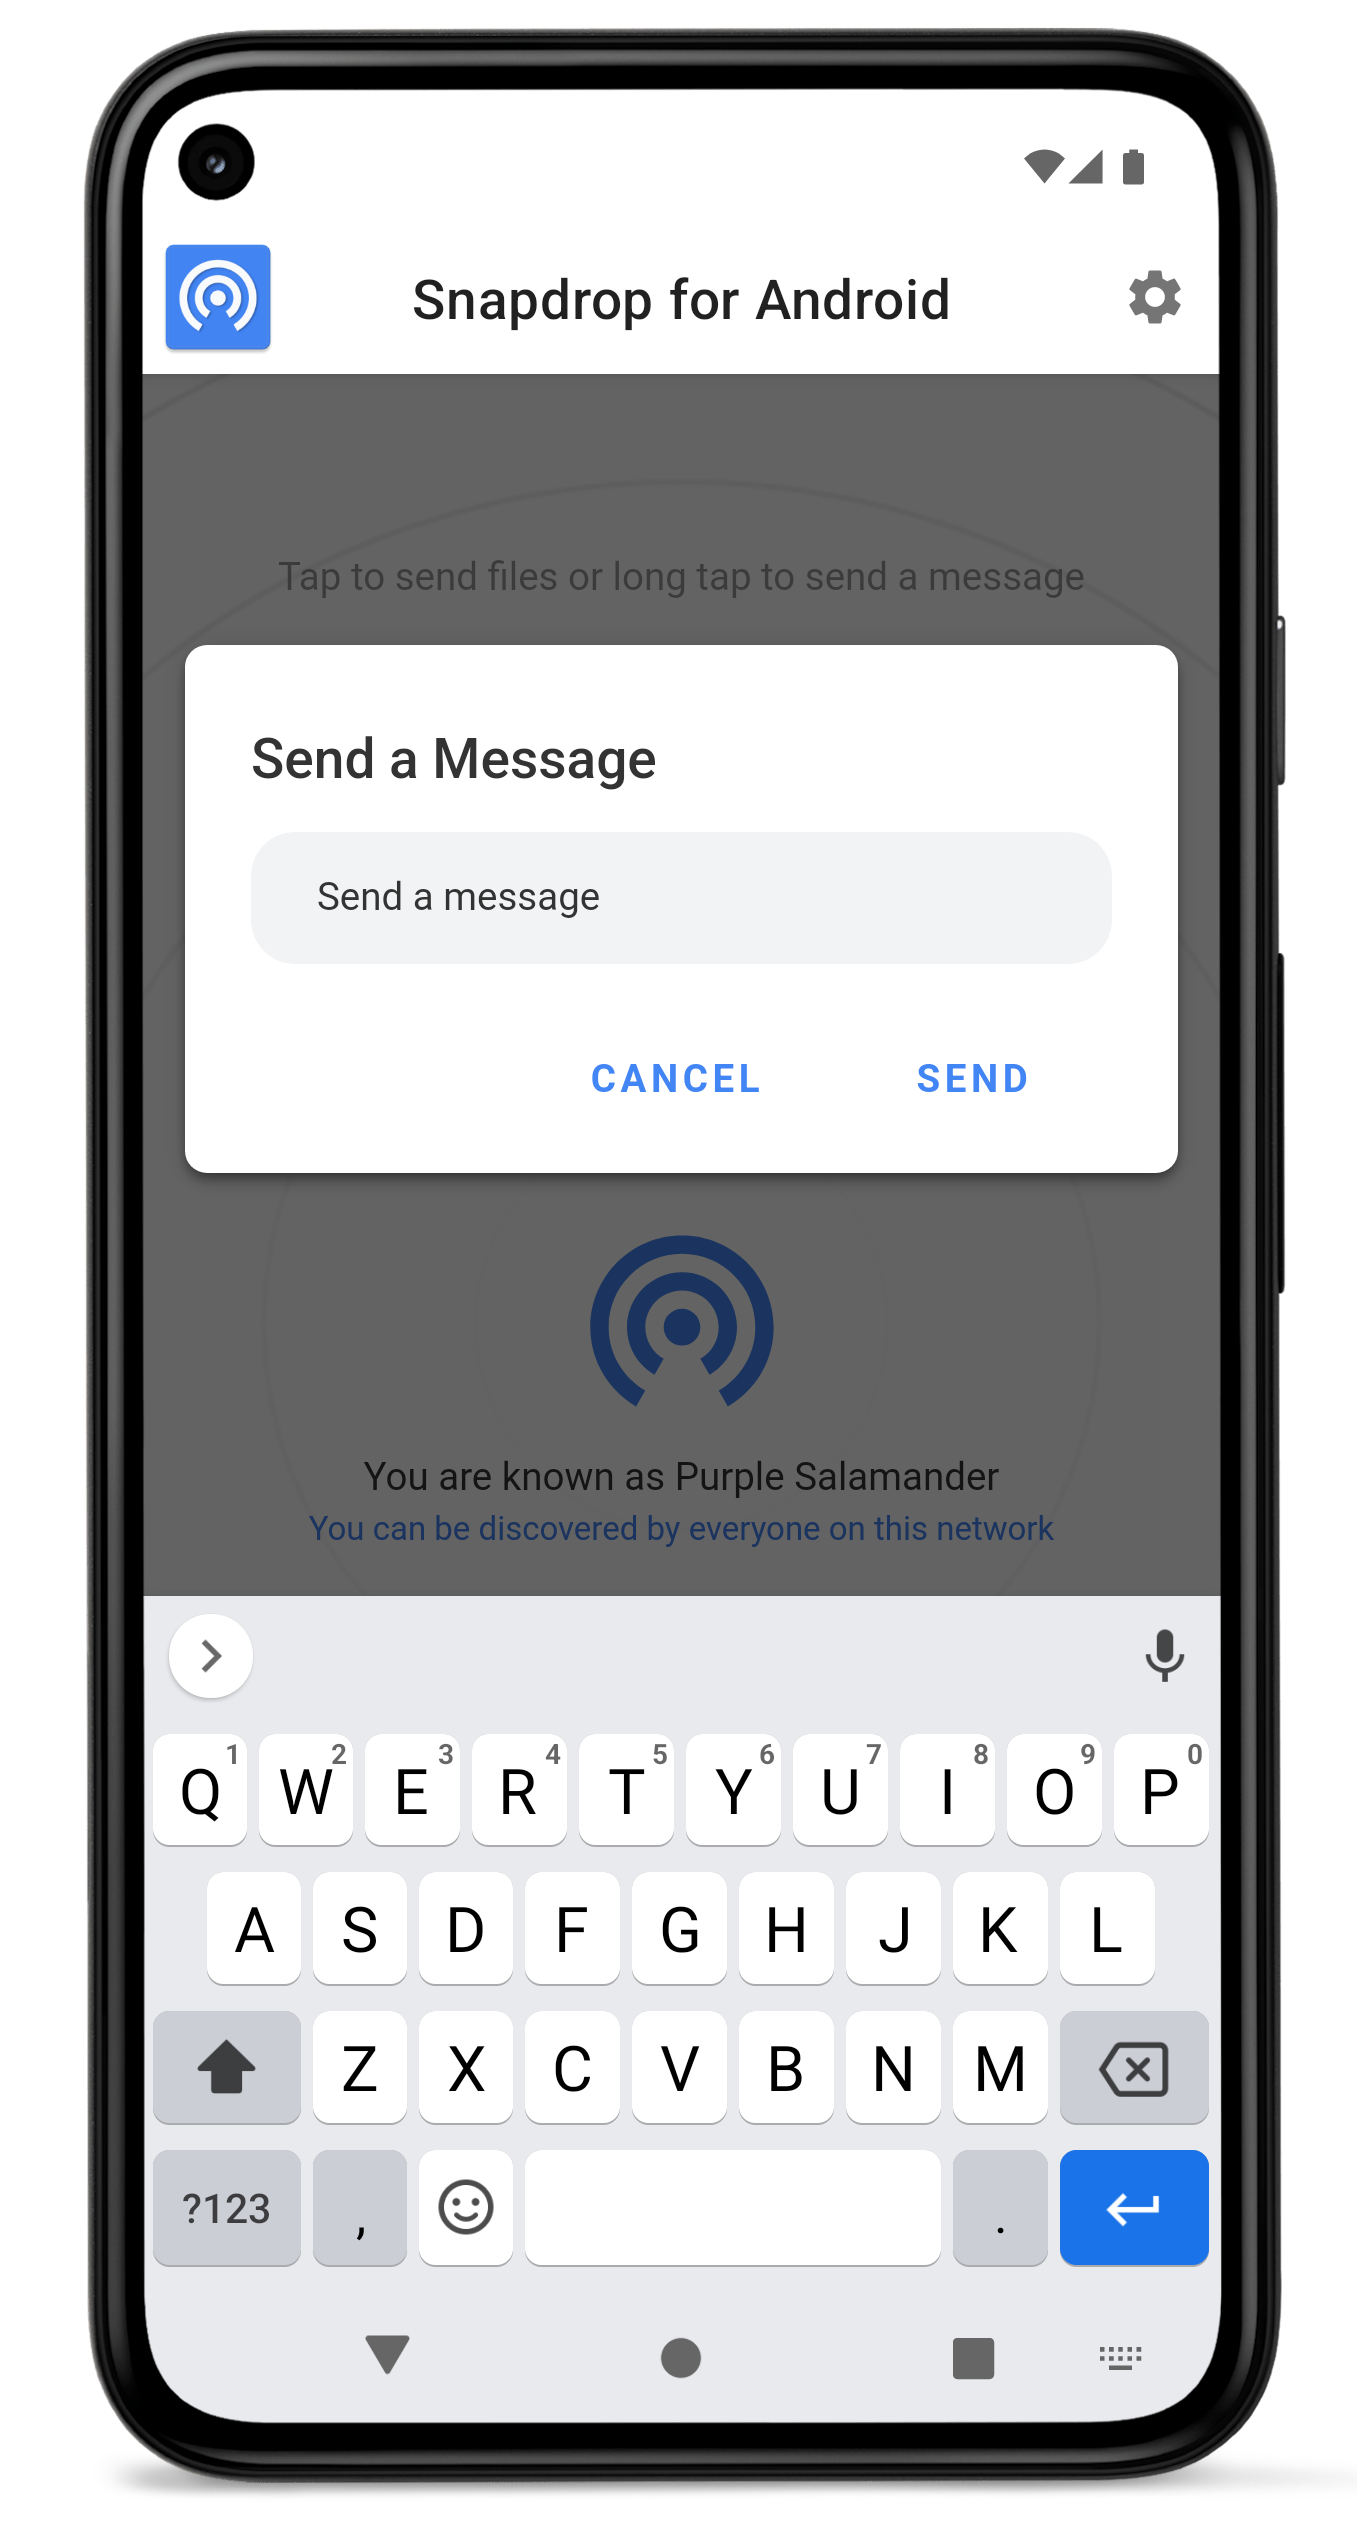 Snapdrop for Android
Tap to send files or long tap to send a message
Send a Message
Send a message
CANCEL SEND
You are known as Purple Salamander
You can be discovered by everyone on this network
Q 1 W 2 E 3 R 4 T 5 Y 6 U 7 I 8 O 9 P 0
A S D F G H J K L
Z X C V B N M
?123 , .